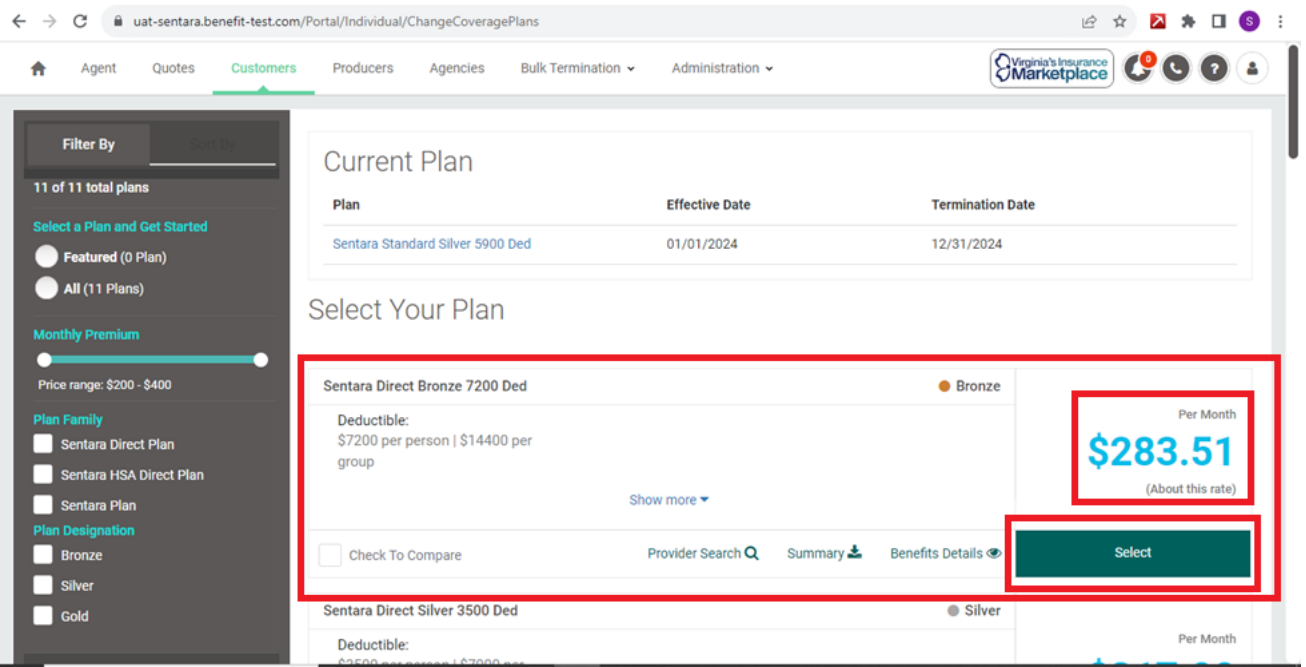 uat-sentara.benefit-test.com/Portal/Individual/ChangeCoveragePlans
S
Agent
Quotes
Customers
Producers
Agencies
Bulk Termination
Administration
Virginia's Insurance
Marketplace
0
?
Filter By
Sort By
11 of 11 total plans
Select a Plan and Get Started
Featured (0 Plan)
All (11 Plans)
Monthly Premium
Price range: $200 - $400
Plan Family
Sentara Direct Plan
Sentara HSA Direct Plan
Sentara Plan
Plan Designation
Bronze
Silver
Gold
Current Plan
Plan
Effective Date
Termination Date
Sentara Standard Silver 5900 Ded
01/01/2024
12/31/2024
Select Your Plan
Sentara Direct Bronze 7200 Ded
Bronze
Deductible:
$7200 per person | $14400 per
group
Show more
Per Month
$283.51
(About this rate)
Check To Compare
Provider Search
Summary
Benefits Details
Select
Sentara Direct Silver 3500 Ded
Silver
Deductible:
$3500 per person | $7000 per
Per Month